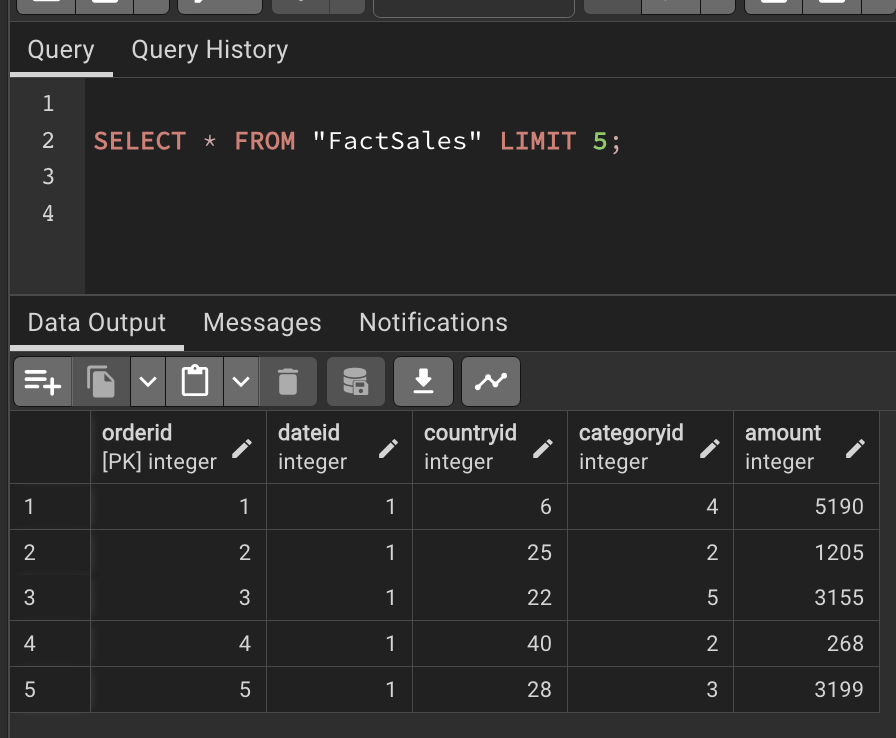 Query Query History
1
2 SELECT * FROM "FactSales" LIMIT 5;
3
4
Data Output Messages Notifications
orderid dateid countryid categoryid amount
[PK] integer integer integer integer integer
1 1 1 6 4 5190
2 2 1 25 2 1205
3 3 1 22 5 3155
4 4 1 40 2 268
5 5 1 28 3 3199